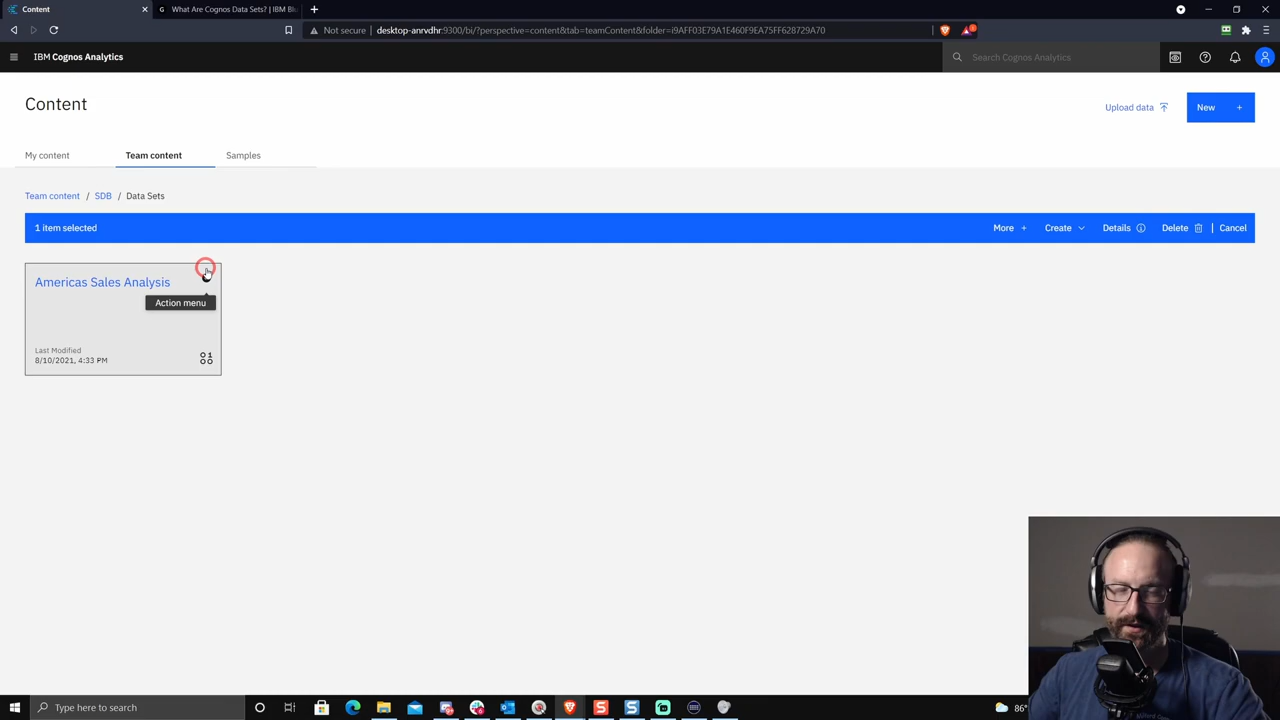 Content
What Are Cognos Data Sets? | IBM Bl
Not secure
desktop-anrvdhr:9300/bi/?perspective=content&tab=teamContent&folder=i9AFF03E79A1E460F9EA75FF628729A70
IBM Cognos Analytics
Search Cognos Analytics
Content
Upload data
New +
My content
Team content
Samples
Team content / SDB / Data Sets
1 item selected
More +
Create
Details
Delete
Cancel
Americas Sales Analysis
Action menu
Last Modified
8/10/2021, 4:33 PM
Type here to search
86°